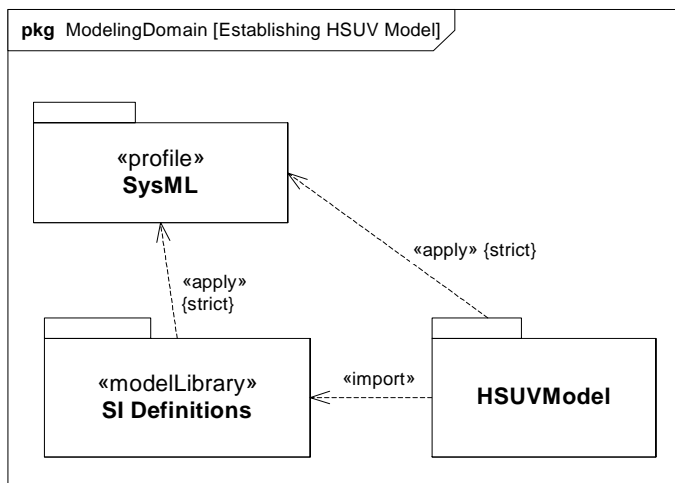 pkg ModelingDomain [Establishing HSUV Model]
«profile»
SysML
«apply» {strict}
«apply»
{strict}
«modelLibrary»
SI Definitions
«import»
HSUVModel